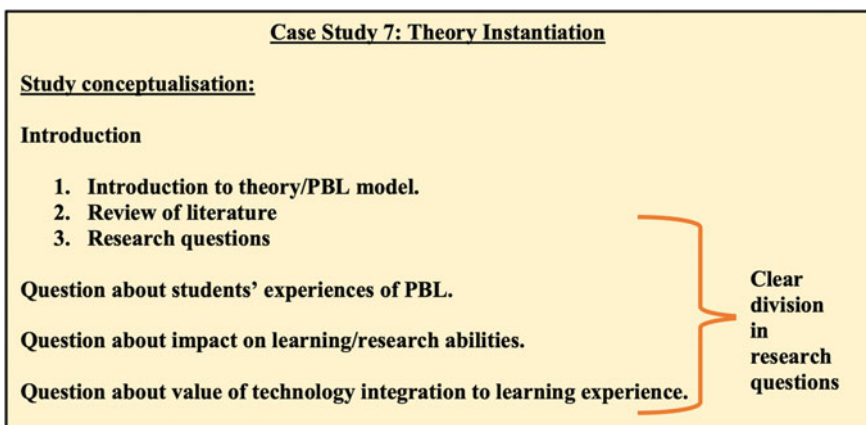 Case Study 7: Theory Instantiation
Study conceptualisation:
Introduction
1. Introduction to theory/PBL model.
2. Review of literature
3. Research questions
Question about students’ experiences of PBL.
Question about impact on learning/research abilities.
Question about value of technology integration to learning experience.
Clear
division
in
research
questions